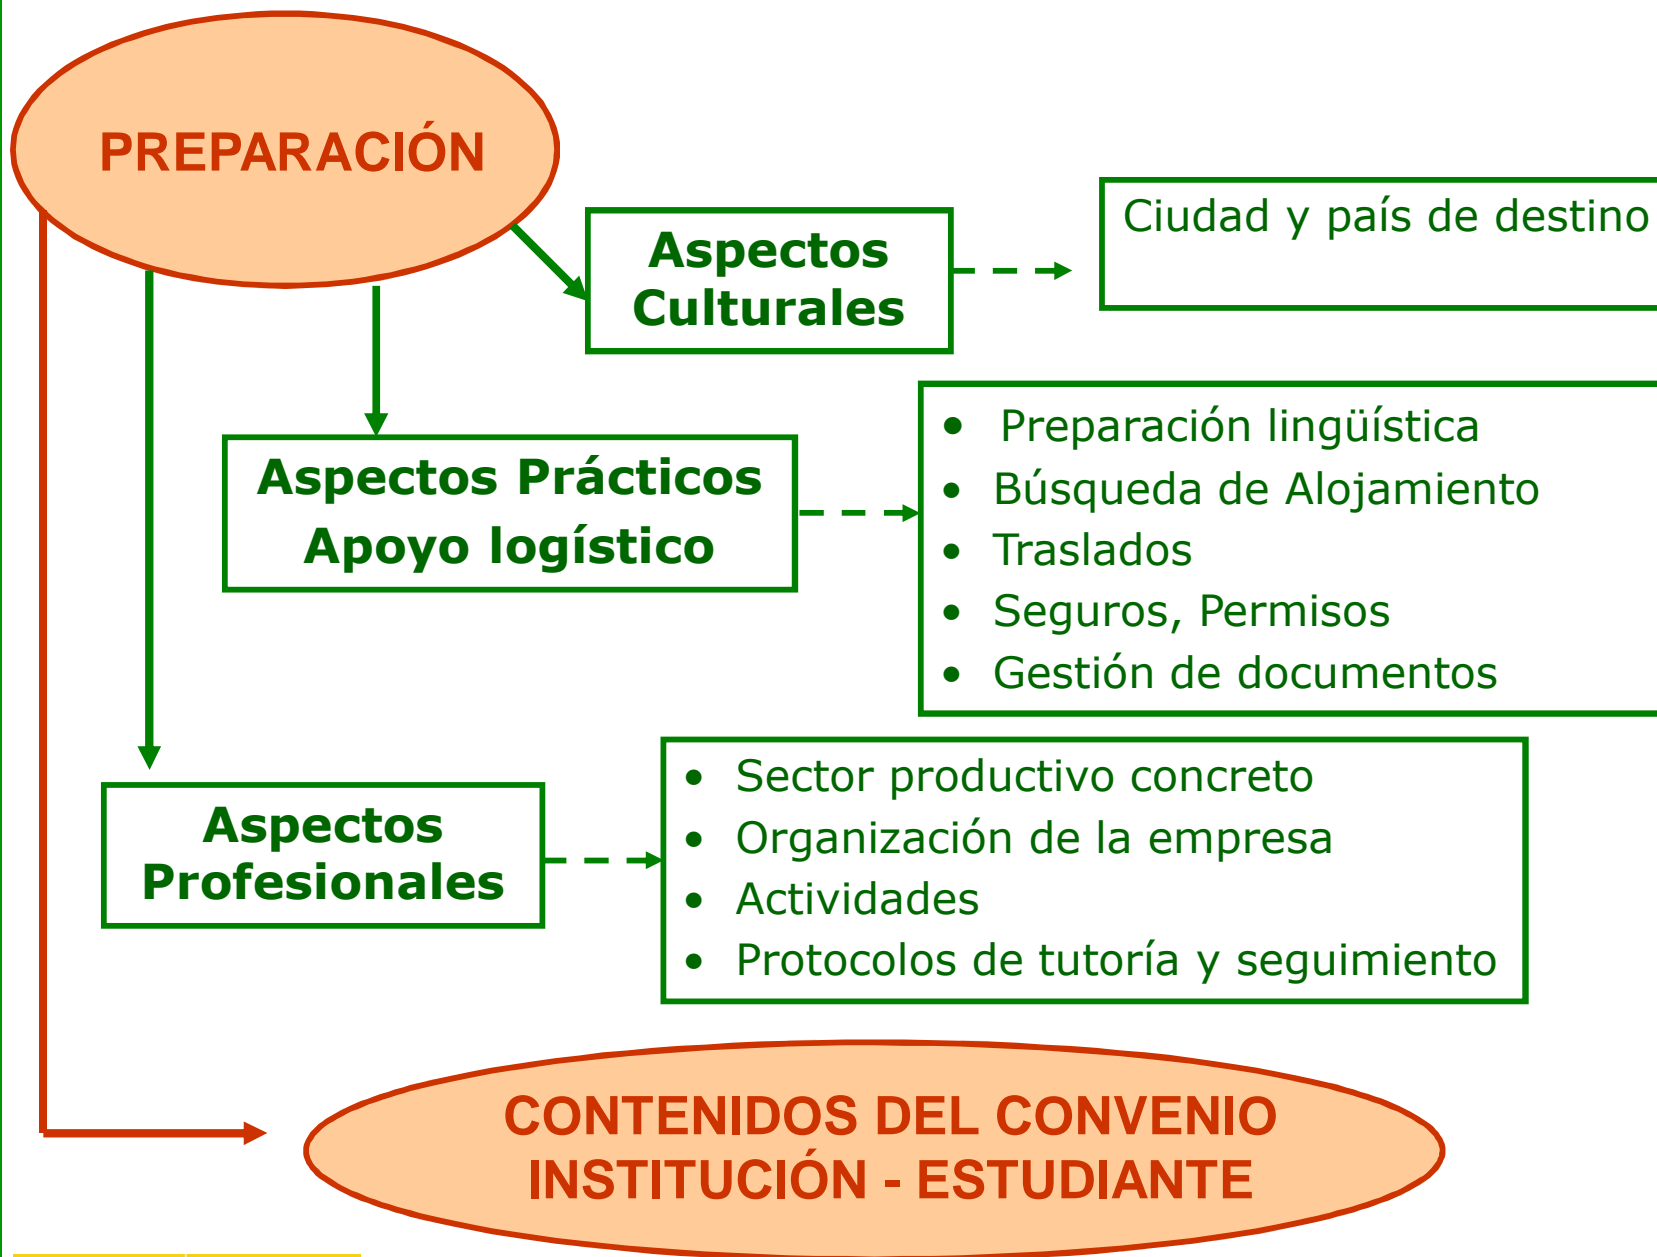 PREPARACIÓN
Aspectos
Culturales
Ciudad y país de destino
Aspectos Prácticos
Apoyo logístico
• Preparación lingüística
• Búsqueda de Alojamiento
• Traslados
• Seguros, Permisos
• Gestión de documentos
Aspectos
Profesionales
• Sector productivo concreto
• Organización de la empresa
• Actividades
• Protocolos de tutoría y seguimiento
CONTENIDOS DEL CONVENIO
INSTITUCIÓN - ESTUDIANTE